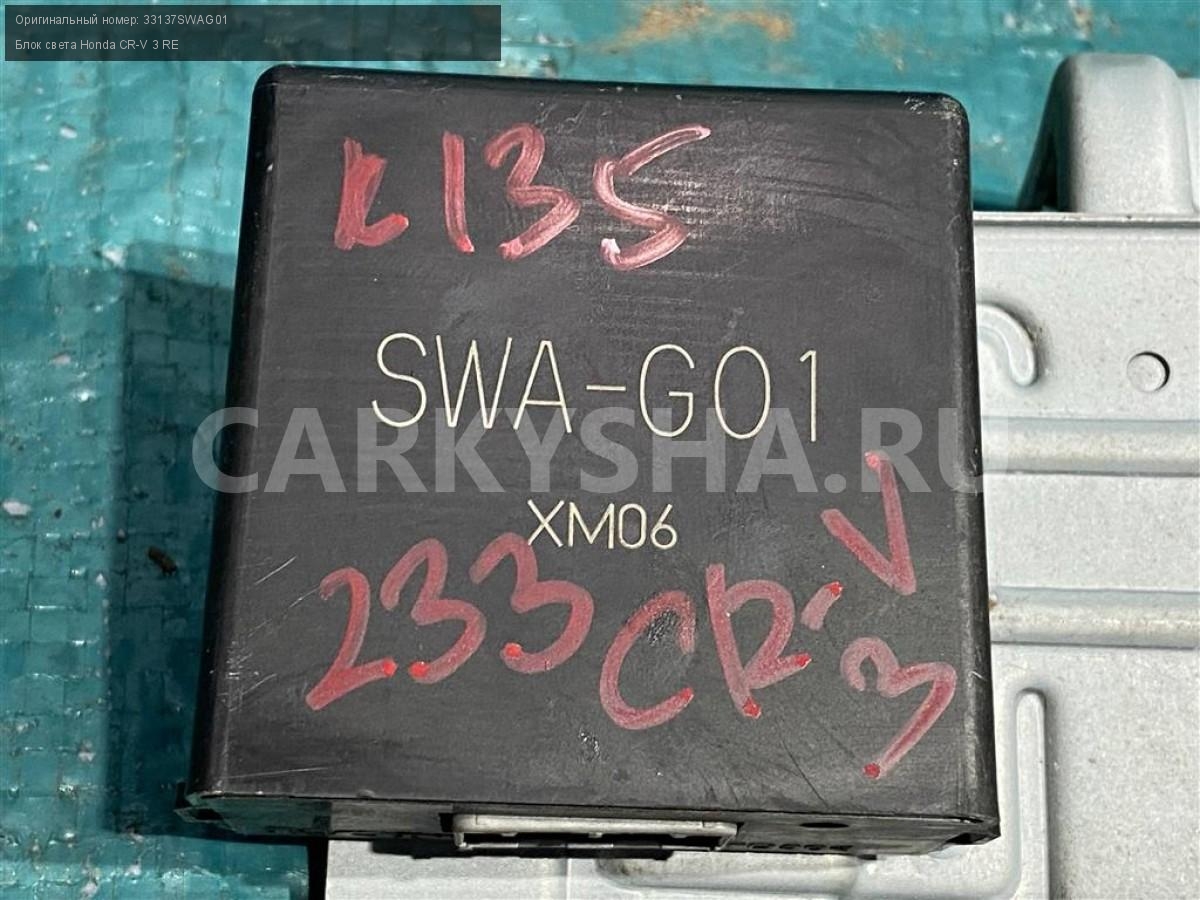 Оригинальный номер: 33137SWAG01
Блок света Honda CR-V 3 RE
L135
SWA-G01
CARKYSHA.RU
XM06
233 CR-V
3